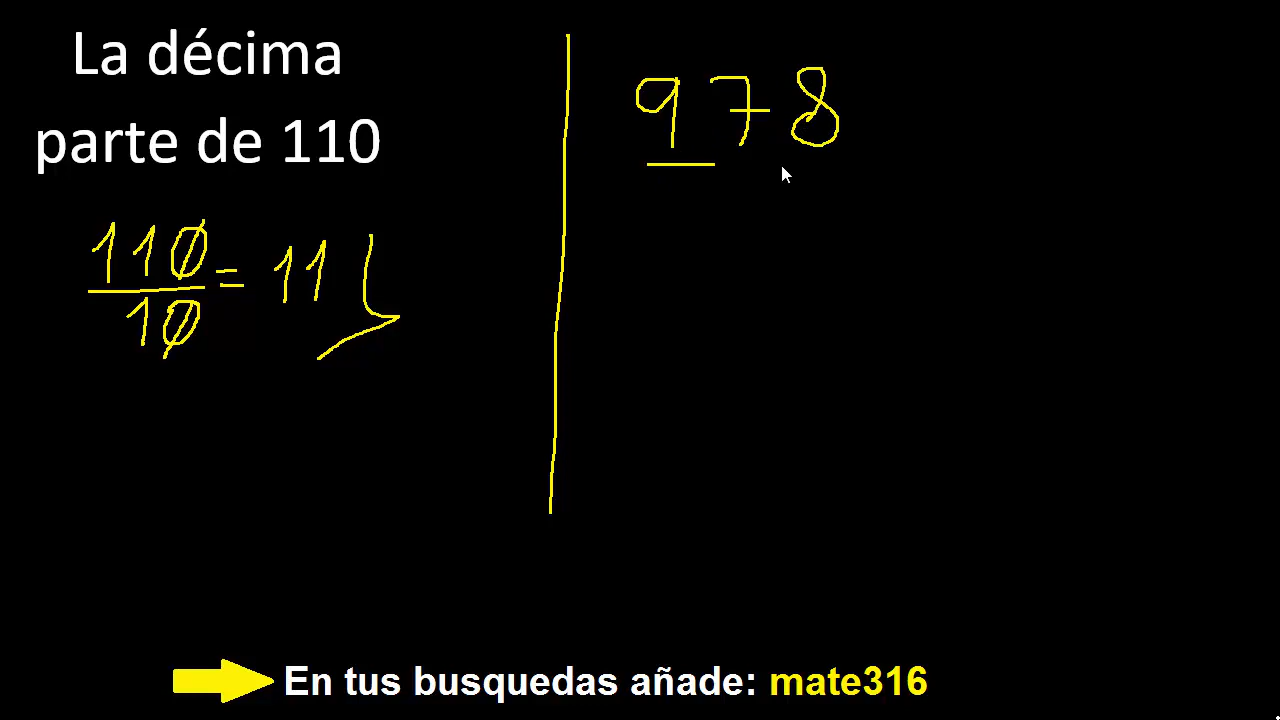 La décima
parte de 110
110
10
= 11
978
En tus busquedas añade: mate316